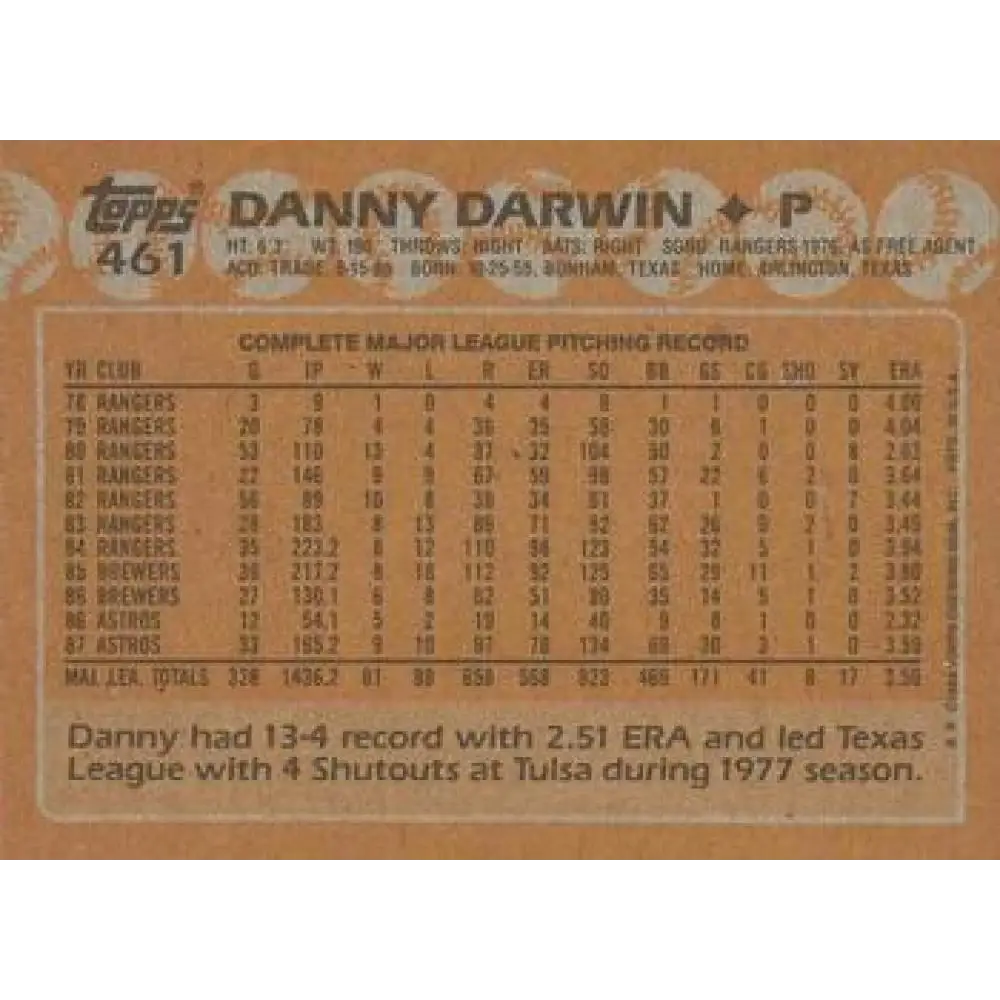 topps® DANNY DARWIN ✦ P
461
HT: 6'3" WT: 190 THROWS: RIGHT BATS: RIGHT SGND: RANGERS 1976, AS FREE AGENT
ACQ: TRADE, BORN: 10-25-55, BONHAM, TEXAS HOME: ARLINGTON, TEXAS
COMPLETE MAJOR LEAGUE PITCHING RECORD
YR CLUB G IP W L R ER SO BB GS CG SHO SV ERA
78 RANGERS 3 9 1 0 4 4 8 1 1 0 0 0 4.00
79 RANGERS 20 78 4 4 36 35 58 30 6 1 0 0 4.04
80 RANGERS 53 110 13 4 37 32 104 50 2 0 0 8 2.63
81 RANGERS 22 146 9 9 67 59 98 57 22 6 2 0 3.64
82 RANGERS 56 89 10 8 38 34 61 37 1 0 0 7 3.44
83 RANGERS 28 183 8 13 86 71 92 62 26 9 2 0 3.49
84 RANGERS 35 223.2 8 12 110 98 123 54 32 5 1 0 3.94
85 BREWERS 39 217.2 8 18 112 92 125 65 29 11 1 2 3.80
86 BREWERS 27 130.1 6 8 62 51 80 35 14 5 1 0 3.52
86 ASTROS 12 54.1 5 2 19 14 40 9 8 1 0 0 2.32
87 ASTROS 33 195.2 9 10 87 78 134 69 30 3 1 0 3.59
MAJ. LEA. TOTALS 328 1436.2 81 88 658 568 923 469 171 41 8 17 3.56
Danny had 13-4 record with 2.51 ERA and led Texas
League with 4 Shutouts at Tulsa during 1977 season.